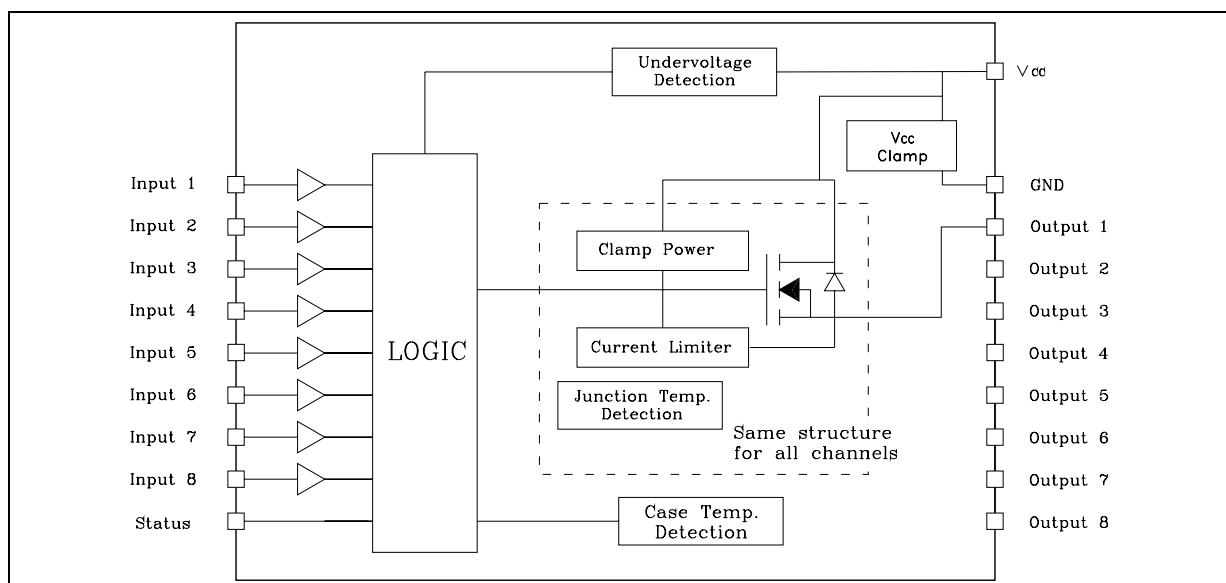 Undervoltage
Detection
Vcc
Vcc
Clamp
Input 1
GND
Input 2
Output 1
Clamp Power
Input 3
Output 2
Input 4
Output 3
LOGIC
Current Limiter
Input 5
Output 4
Input 6
Junction Temp.
Detection
Output 5
Input 7
Same structure
for all channels
Output 6
Input 8
Output 7
Status
Case Temp.
Detection
Output 8